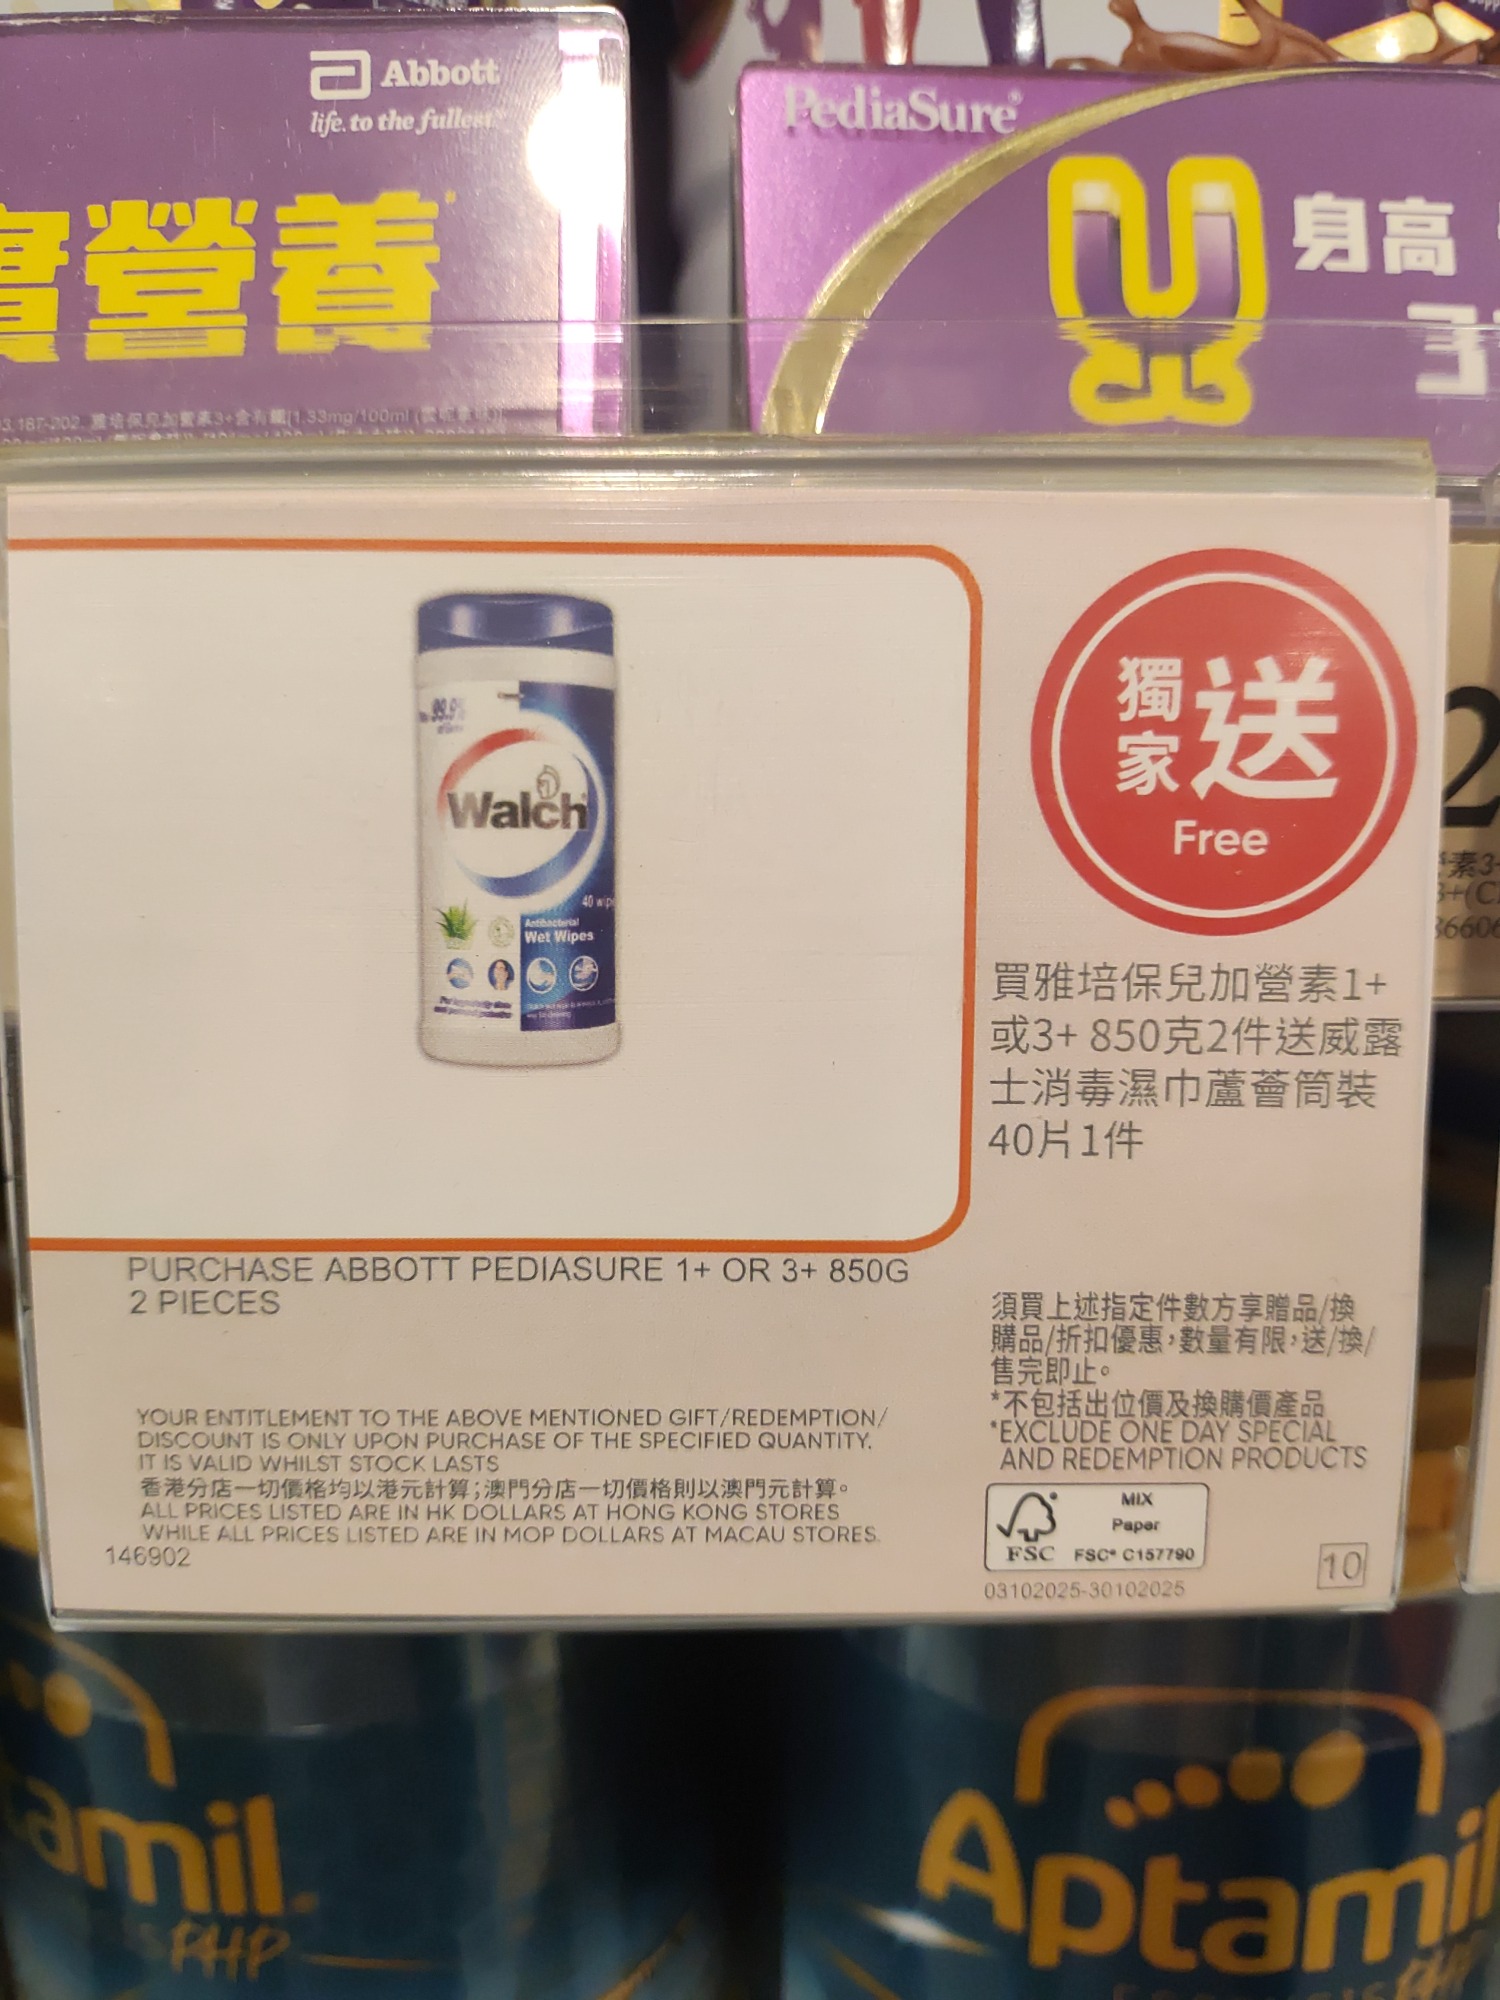 Abbott
life. to the fullest
營養
PediaSure
身高
Walch
40 wipe
Antibacterial
Wet Wipes
獨家送
Free
買雅培保兒加營素1+
或3+ 850克2件送威露
士消毒濕巾蘆薈筒裝
40片1件
PURCHASE ABBOTT PEDIASURE 1+ OR 3+ 850G
2 PIECES
YOUR ENTITLEMENT TO THE ABOVE MENTIONED GIFT/REDEMPTION/
DISCOUNT IS ONLY UPON PURCHASE OF THE SPECIFIED QUANTITY.
IT IS VALID WHILST STOCK LASTS
香港分店一切價格均以港元計算;澳門分店一切價格則以澳門元計算。
ALL PRICES LISTED ARE IN HK DOLLARS AT HONG KONG STORES
WHILE ALL PRICES LISTED ARE IN MOP DOLLARS AT MACAU STORES.
146902
須買上述指定件數方享贈品/換
購品/折扣優惠,數量有限,送/換/
售完即止。
*不包括出位價及換購價產品
*EXCLUDE ONE DAY SPECIAL
AND REDEMPTION PRODUCTS
MIX
Paper
FSC FSC® C157790
03102025-30102025
10
Aptamil